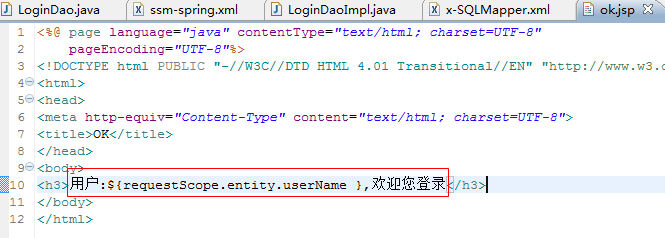 LoginDao.java ssm-spring.xml LoginDaoImpl.java x-SQLMapper.xml ok.jsp
1 <%@ page language="java" contentType="text/html; charset=UTF-8"
2 pageEncoding="UTF-8"%>
3 <!DOCTYPE html PUBLIC "-//W3C//DTD HTML 4.01 Transitional//EN" "http://www.w3.o
4 <html>
5 <head>
6 <meta http-equiv="Content-Type" content="text/html; charset=UTF-8">
7 <title>OK</title>
8 </head>
9 <body>
10 <h3>用户:${requestScope.entity.userName },欢迎您登录</h3>
11 </body>
12 </html>